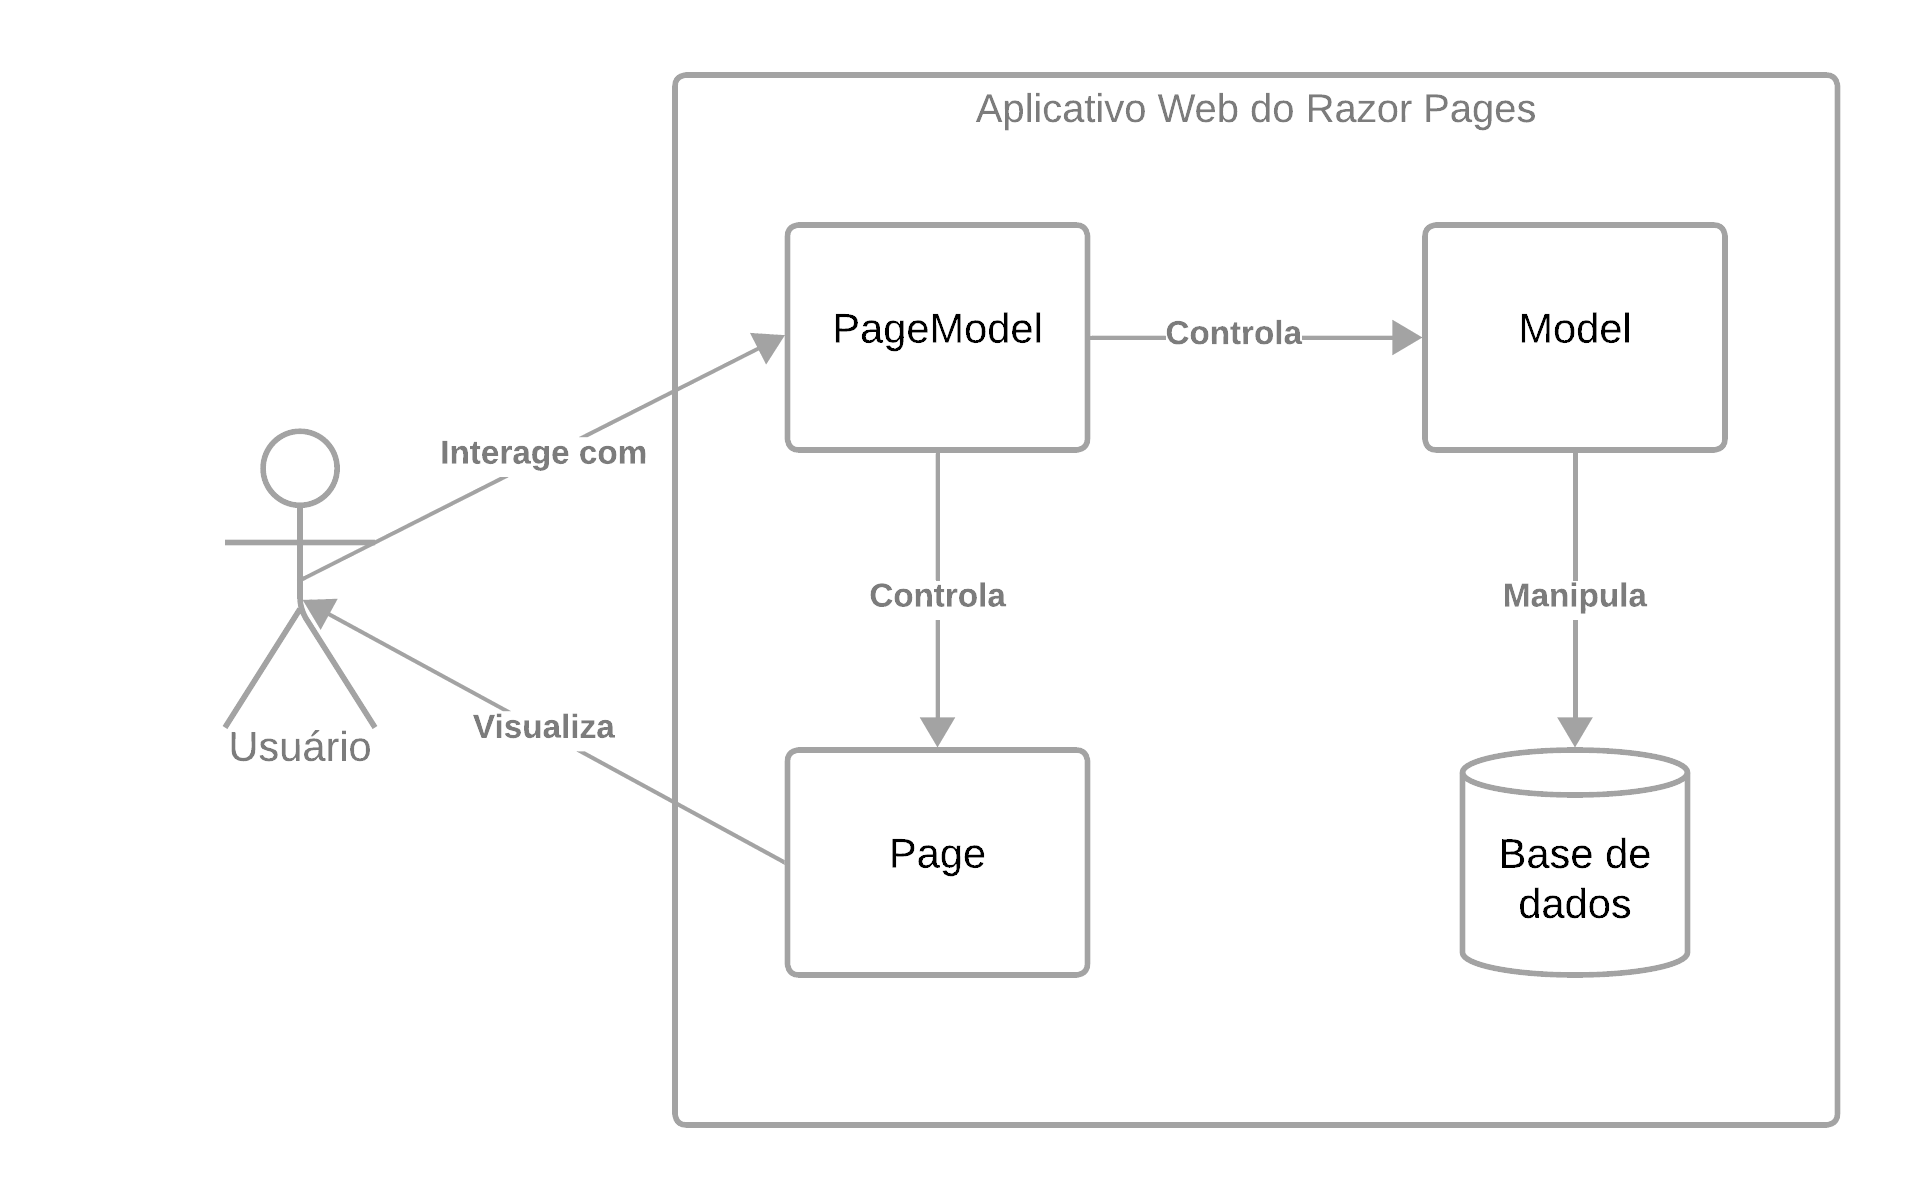 Aplicativo Web do Razor Pages
PageModel
Controla
Model
Interage com
Controla
Manipula
Visualiza
Usuário
Page
Base de
dados